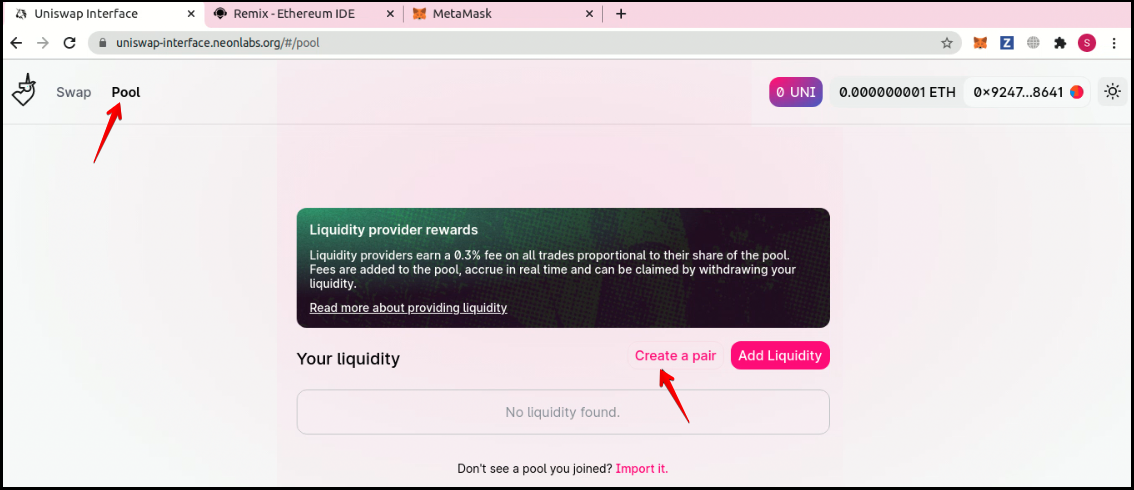 Uniswap Interface
Remix - Ethereum IDE
MetaMask
uniswap-interface.neonlabs.org/#/pool
Z
S
Swap Pool
0 UNI
0.000000001 ETH
0×9247...8641
Liquidity provider rewards
Liquidity providers earn a 0.3% fee on all trades proportional to their share of the pool.
Fees are added to the pool, accrue in real time and can be claimed by withdrawing your
liquidity.
Read more about providing liquidity
Your liquidity
Create a pair
Add Liquidity
No liquidity found.
Don't see a pool you joined? Import it.